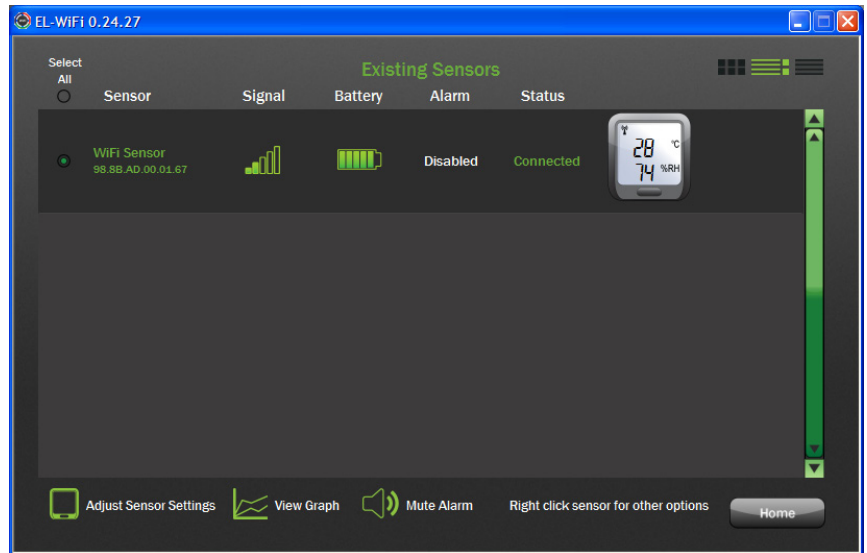 EL-WiFi 0.24.27
Existing Sensors
Select
All
Sensor Signal Battery Alarm Status
WiFi Sensor
98.8B.AD.00.01.67
Disabled Connected
28 °C
74 %RH
Adjust Sensor Settings View Graph Mute Alarm Right click sensor for other options Home